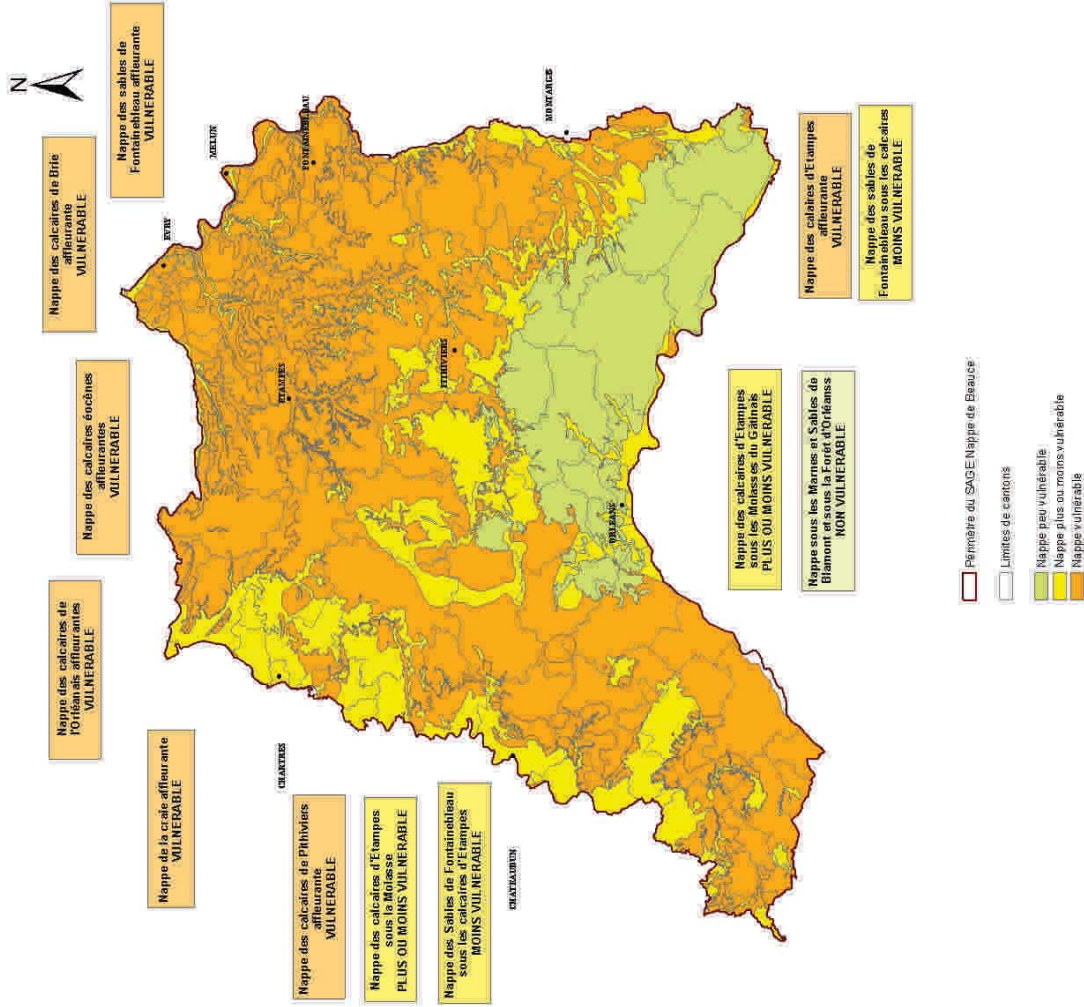 N
Nappe des sables de
Fontainebleau affleurante
VULNERABLE
Nappe des calcaires de Brie
affleurante
VULNERABLE
Nappe des calcaires éocènes
affleurantes
VULNERABLE
Nappe des calcaires de
l'Orléanais affleurantes
VULNERABLE
Nappe de la craie affleurante
VULNERABLE
Nappe des calcaires de Pithiviers
affleurante
VULNERABLE
Nappe des calcaires d'Etampes
sous la Molasse
PLUS OU MOINS VULNERABLE
Nappe des Sables de Fontainebleau
sous les calcaires d'Etampes
MOINS VULNERABLE
EVRY
MELUN
FONTAINEBLEAU
ETAMPES
CHARTRES
PITHIVIERS
MONTARGIS
CHATEAUDUN
ORLEANS
Nappe des calaires d'Etampes
affleurante
VULNERABLE
Nappe des sables de
Fontainebleau sous les calcaires
MOINS VULNERABLE
Nappe des calcaires d'Etampes
sous les Molasses du Gâtinais
PLUS OU MOINS VULNERABLE
Nappe sous les Marnes et Sables de
Blamont et sous la Forêt d'Orléanss
NON VULNERABLE
Périmètre du SAGE Nappe de Beauce
Limites de cantons
Nappe peu vulnérable
Nappe plus ou moins vulnérable
Nappe vulnérable